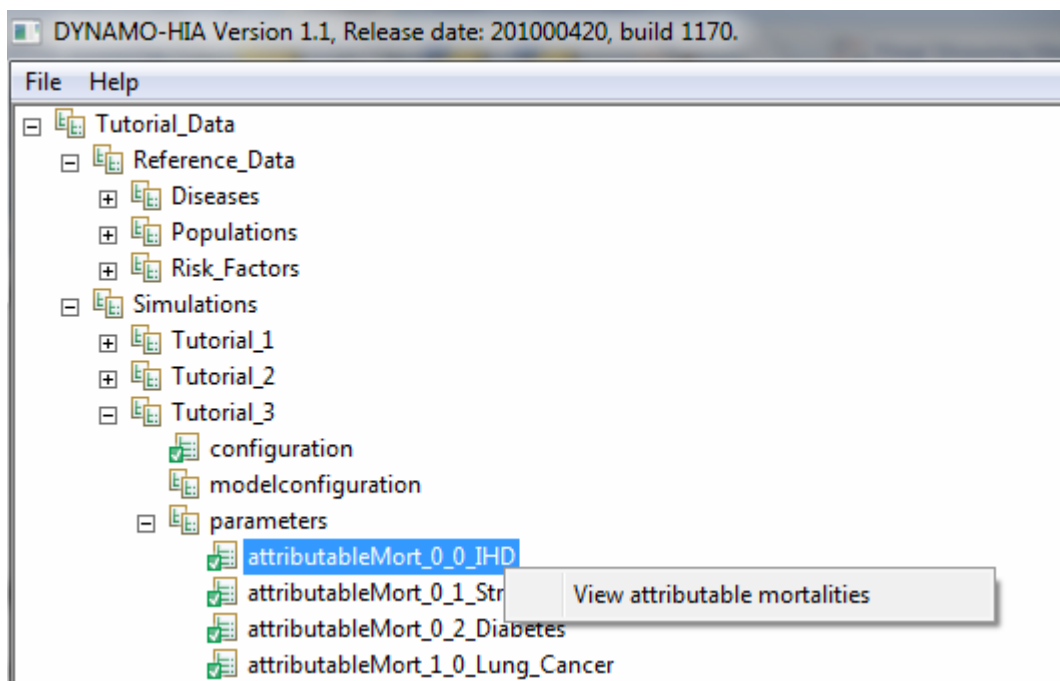 DYNAMO-HIA Version 1.1, Release date: 201000420, build 1170.
File Help
Tutorial_Data
Reference_Data
Diseases
Populations
Risk_Factors
Simulations
Tutorial_1
Tutorial_2
Tutorial_3
configuration
modelconfiguration
parameters
attributableMort_0_0_IHD
attributableMort_0_1_Str View attributable mortalities
attributableMort_0_2_Diabetes
attributableMort_1_0_Lung_Cancer